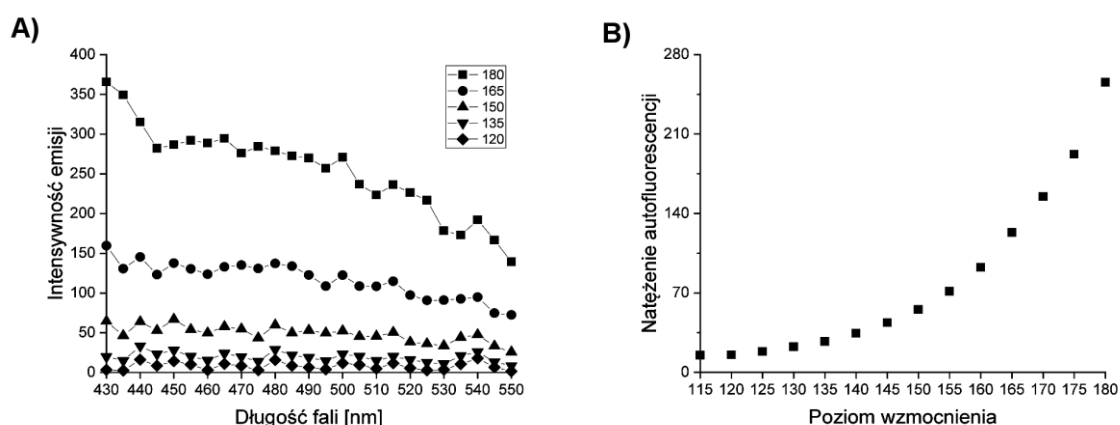 A)
400
350
300
250
200
150
100
50
0
Intensywność emisji
180
165
150
135
120
430 440 450 460 470 480 490 500 510 520 530 540 550
Długość fali [nm]
B)
280
210
140
70
0
Natężenie autofluorescencji
115 120 125 130 135 140 145 150 155 160 165 170 175 180
Poziom wzmocnienia